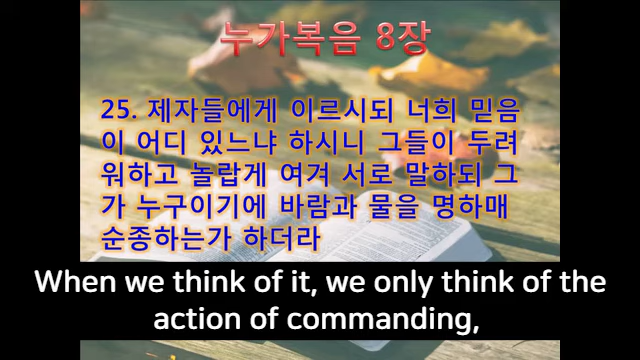 누가복음 8장
25. 제자들에게 이르시되 너희 믿음
이 어디 있느냐 하시니 그들이 두려
워하고 놀랍게 여겨 서로 말하되 그
가 누구이기에 바람과 물을 명하매
순종하는가 하더라
When we think of it, we only think of the
action of commanding,